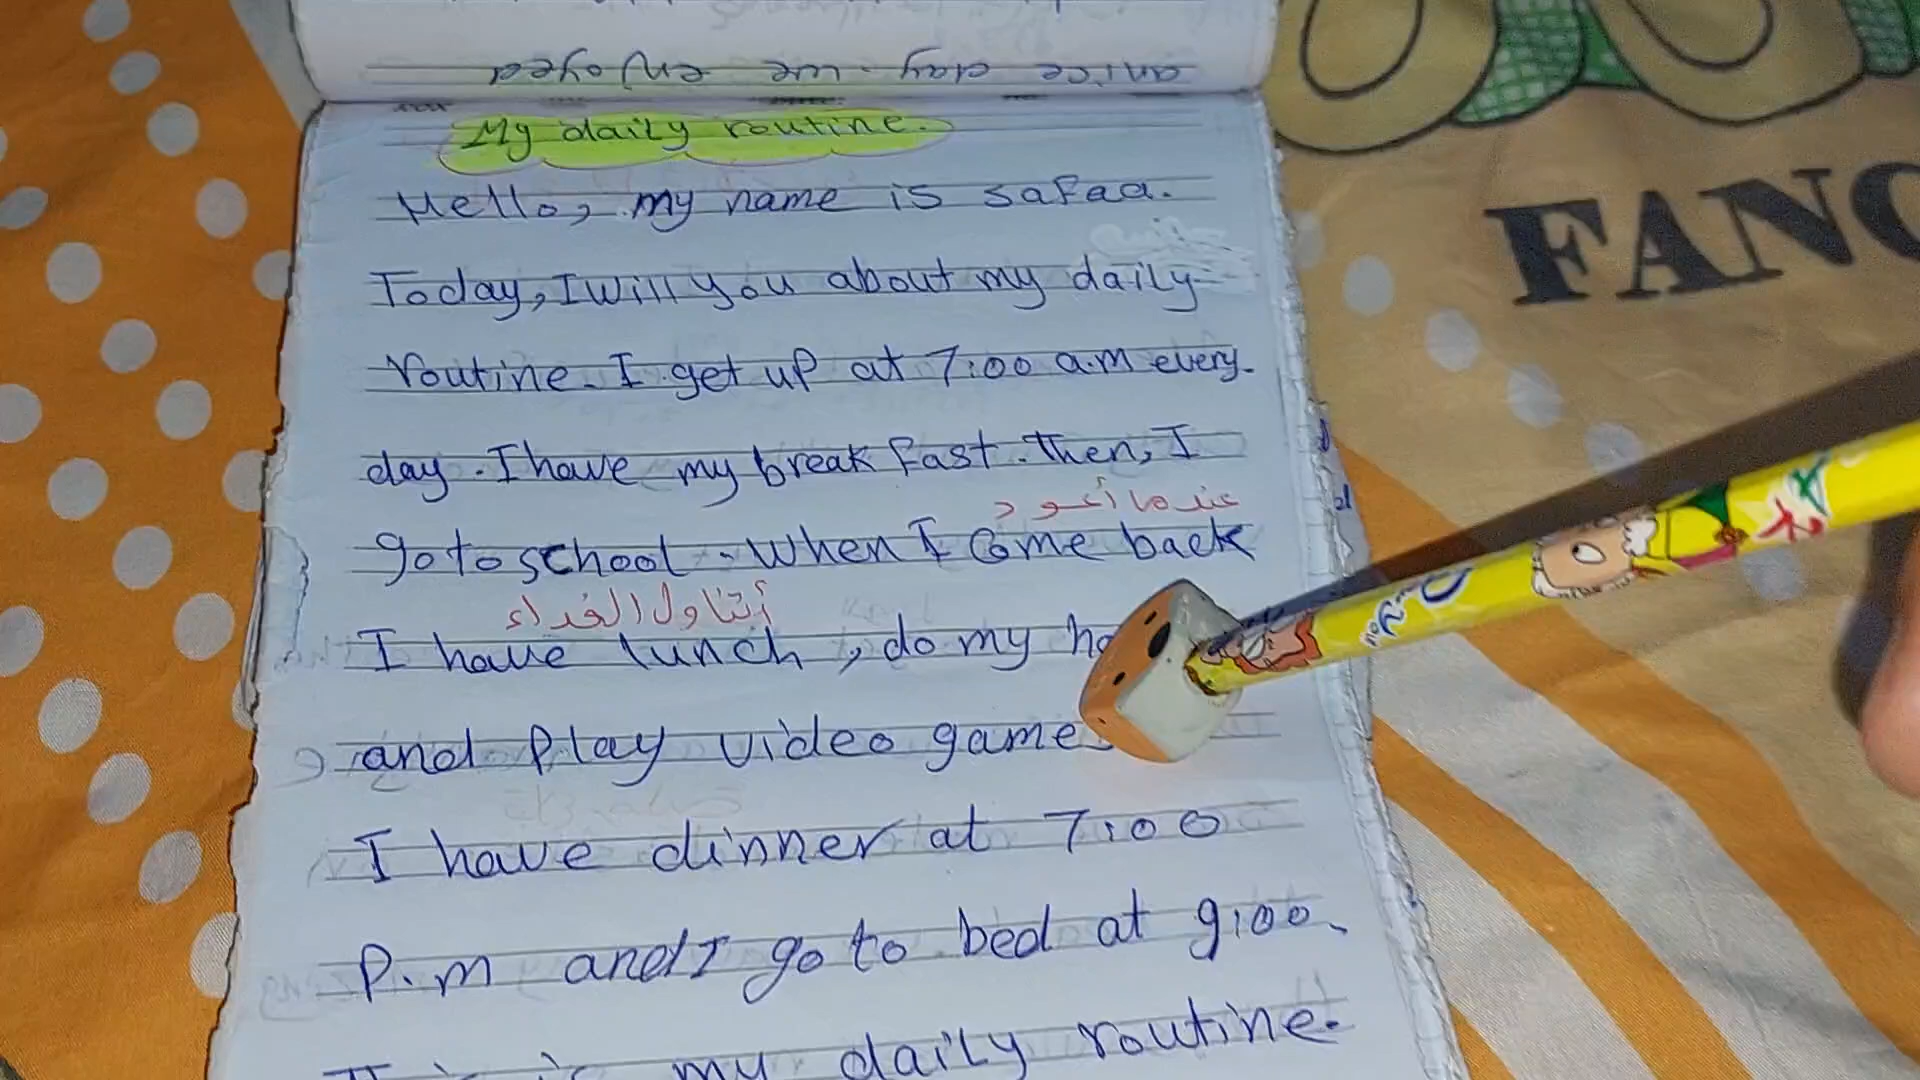 anice day. we enjoyed
My daily routine.
Hello, my name is safaa.
Today, I will you about my daily
routine. I get up at 7:00 a.m every
day. I have my breakfast. Then, I
عندما أعود
go to school. When I come back
أتناول الغداء
I have lunch, do my
and play video game
I have dinner at 7:00
P.m and I go to bed at 9:00.
my daily routine.
FANC
You